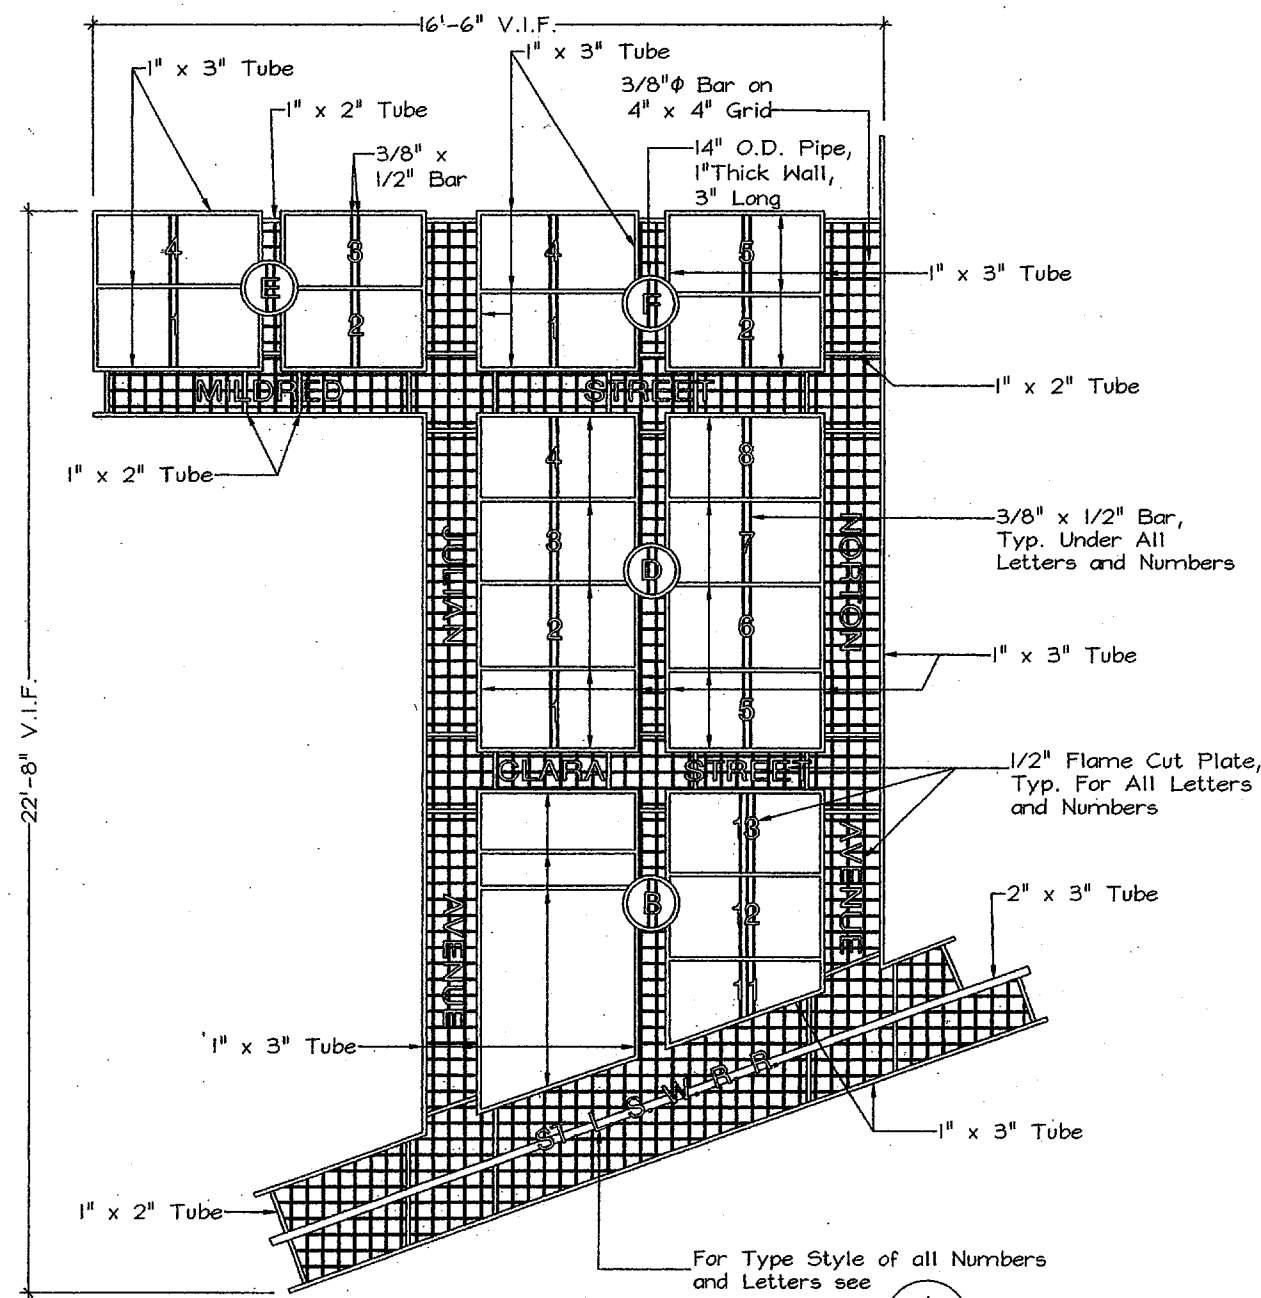 16'-6" V.I.F.
1" x 3" Tube
1" x 3" Tube
3/8"Φ Bar on
4" x 4" Grid
1" x 2" Tube
3/8" x
1/2" Bar
14" O.D. Pipe,
1"Thick Wall,
3" Long
4
3
4
5
E
F
1" x 3" Tube
1
2
1
2
MILDRED
STREET
1" x 2" Tube
1" x 2" Tube
4
8
3/8" x 1/2" Bar,
Typ. Under All
Letters and Numbers
3
7
JULIAN
NORTON
D
2
6
1" x 3" Tube
22'-8" V.I.F.
1
5
CLARA
STREET
1/2" Flame Cut Plate,
Typ. For All Letters
and Numbers
13
AVENUE
B
12
2" x 3" Tube
AVENUE
11
1" x 3" Tube
ST L S W R R
1" x 3" Tube
1" x 2" Tube
For Type Style of all Numbers
and Letters see